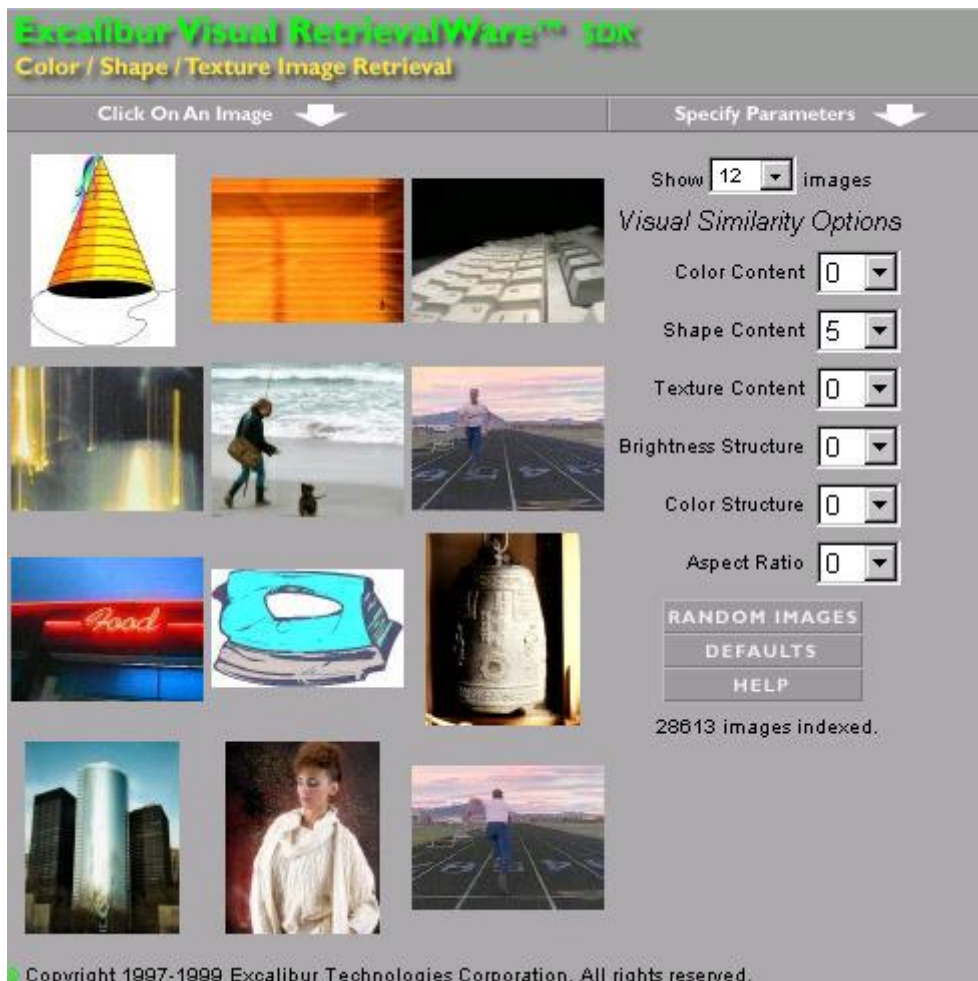 Excalibur Visual RetrievalWare™ SDK
Color / Shape / Texture Image Retrieval
Click On An Image
Specify Parameters
Show 12 images
Visual Similarity Options
Color Content 0
Shape Content 5
Texture Content 0
Brightness Structure 0
Color Structure 0
Aspect Ratio 0
Food
RANDOM IMAGES
DEFAULTS
HELP
28613 images indexed.
© Copyright 1997-1999 Excalibur Technologies Corporation. All rights reserved.